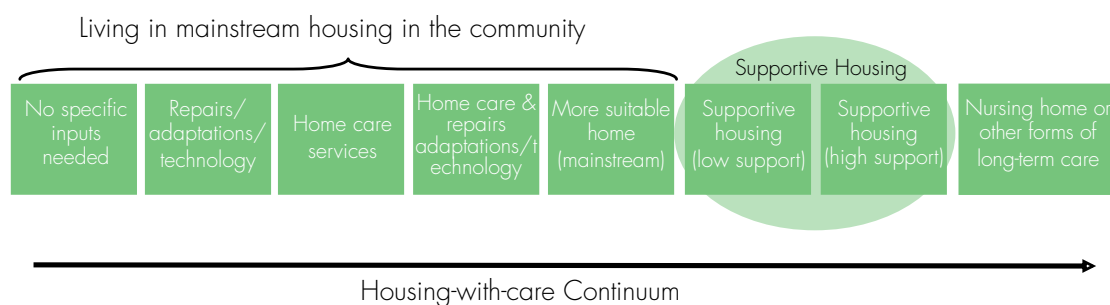 Living in mainstream housing in the community
Supportive Housing
No specific
inputs
needed
Repairs/
adaptations/
technology
Home care
services
Home care &
repairs
adaptations/t
echnology
More suitable
home
(mainstream)
Supportive
housing
(low support)
Supportive
housing
(high support)
Nursing home or
other forms of
long-term care
Housing-with-care Continuum